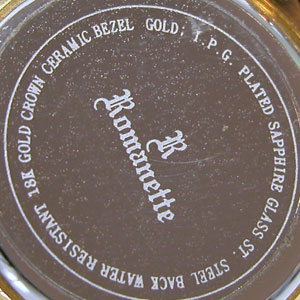 R
Romanette
18K GOLD CROWN CERAMIC BEZEL GOLD: I.P.G. PLATED SAPPHIRE GLASS ST. STEEL BACK WATER RESISTANT